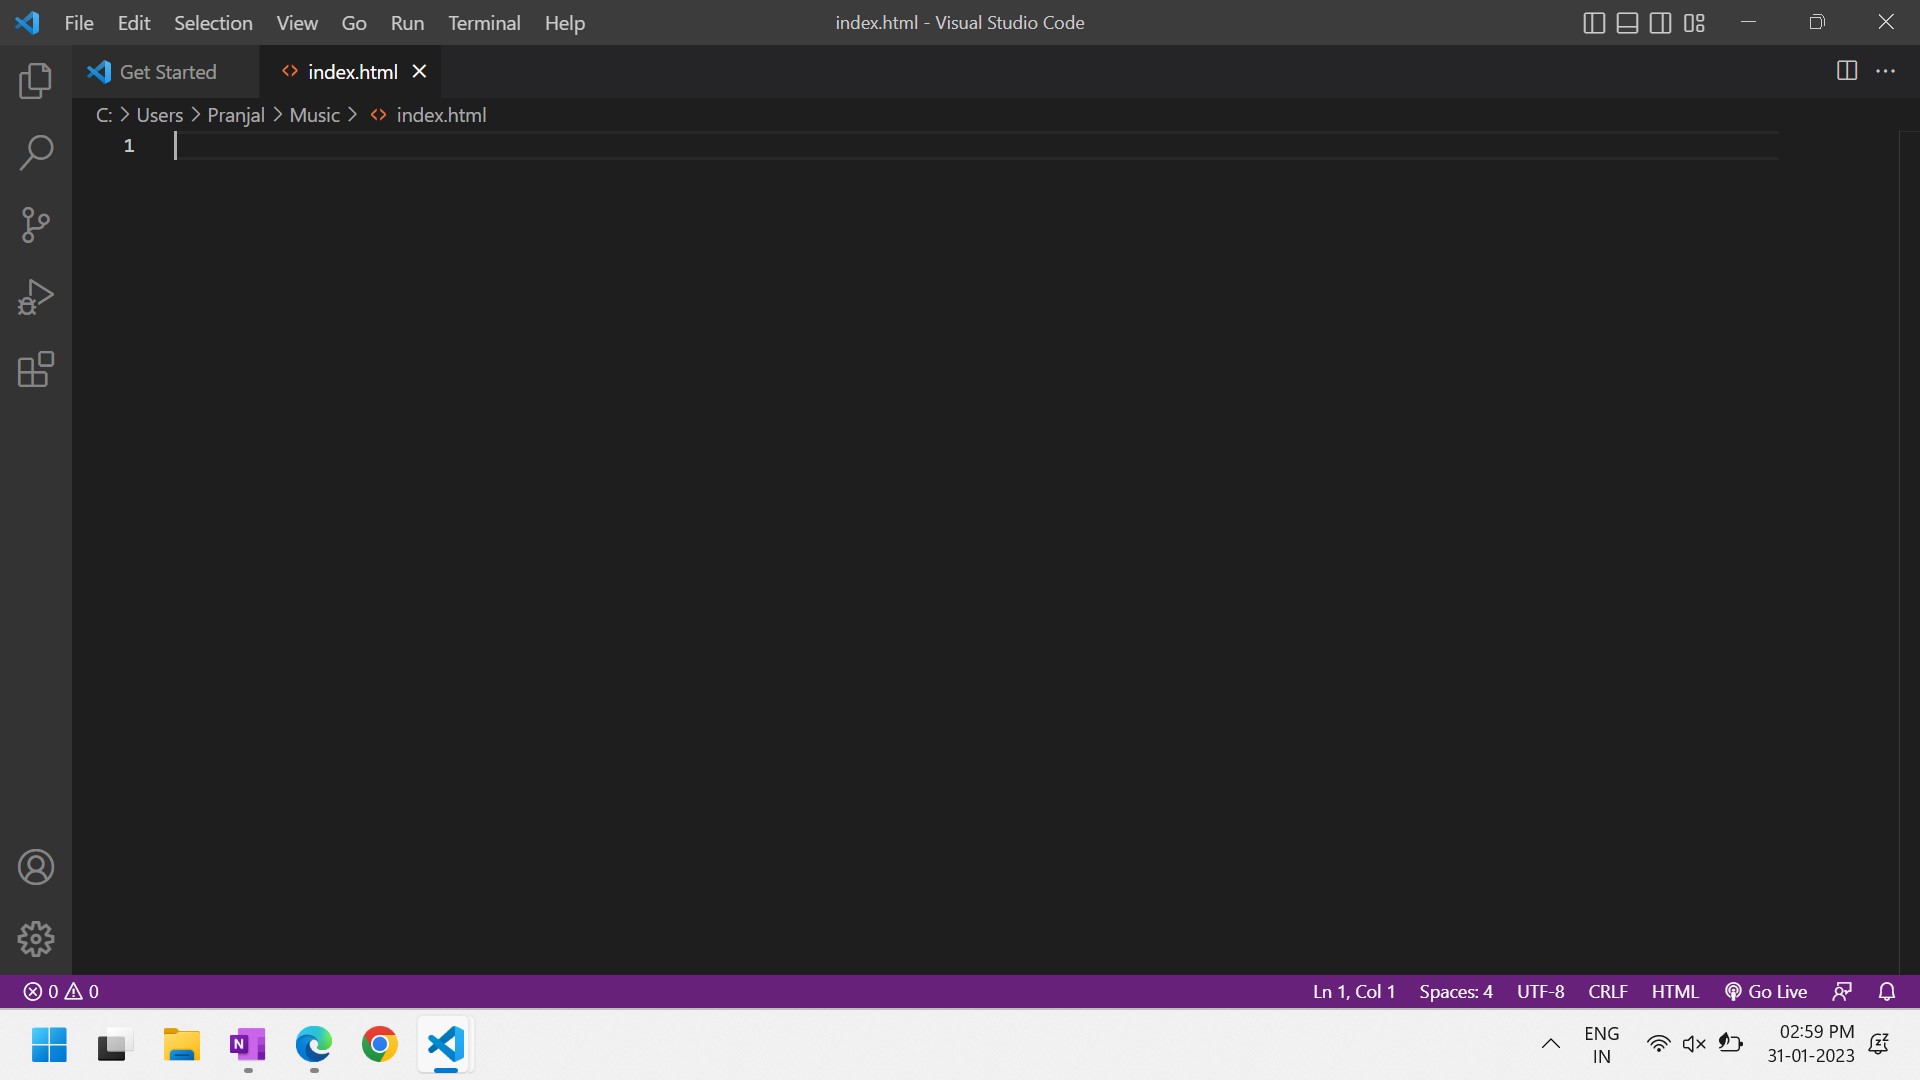 File Edit Selection View Go Run Terminal Help index.html - Visual Studio Code
Get Started index.html
C: > Users > Pranjal > Music > index.html
1
0 0 Ln 1, Col 1 Spaces: 4 UTF-8 CRLF HTML Go Live
N ENG 02:59 PM
IN 31-01-2023